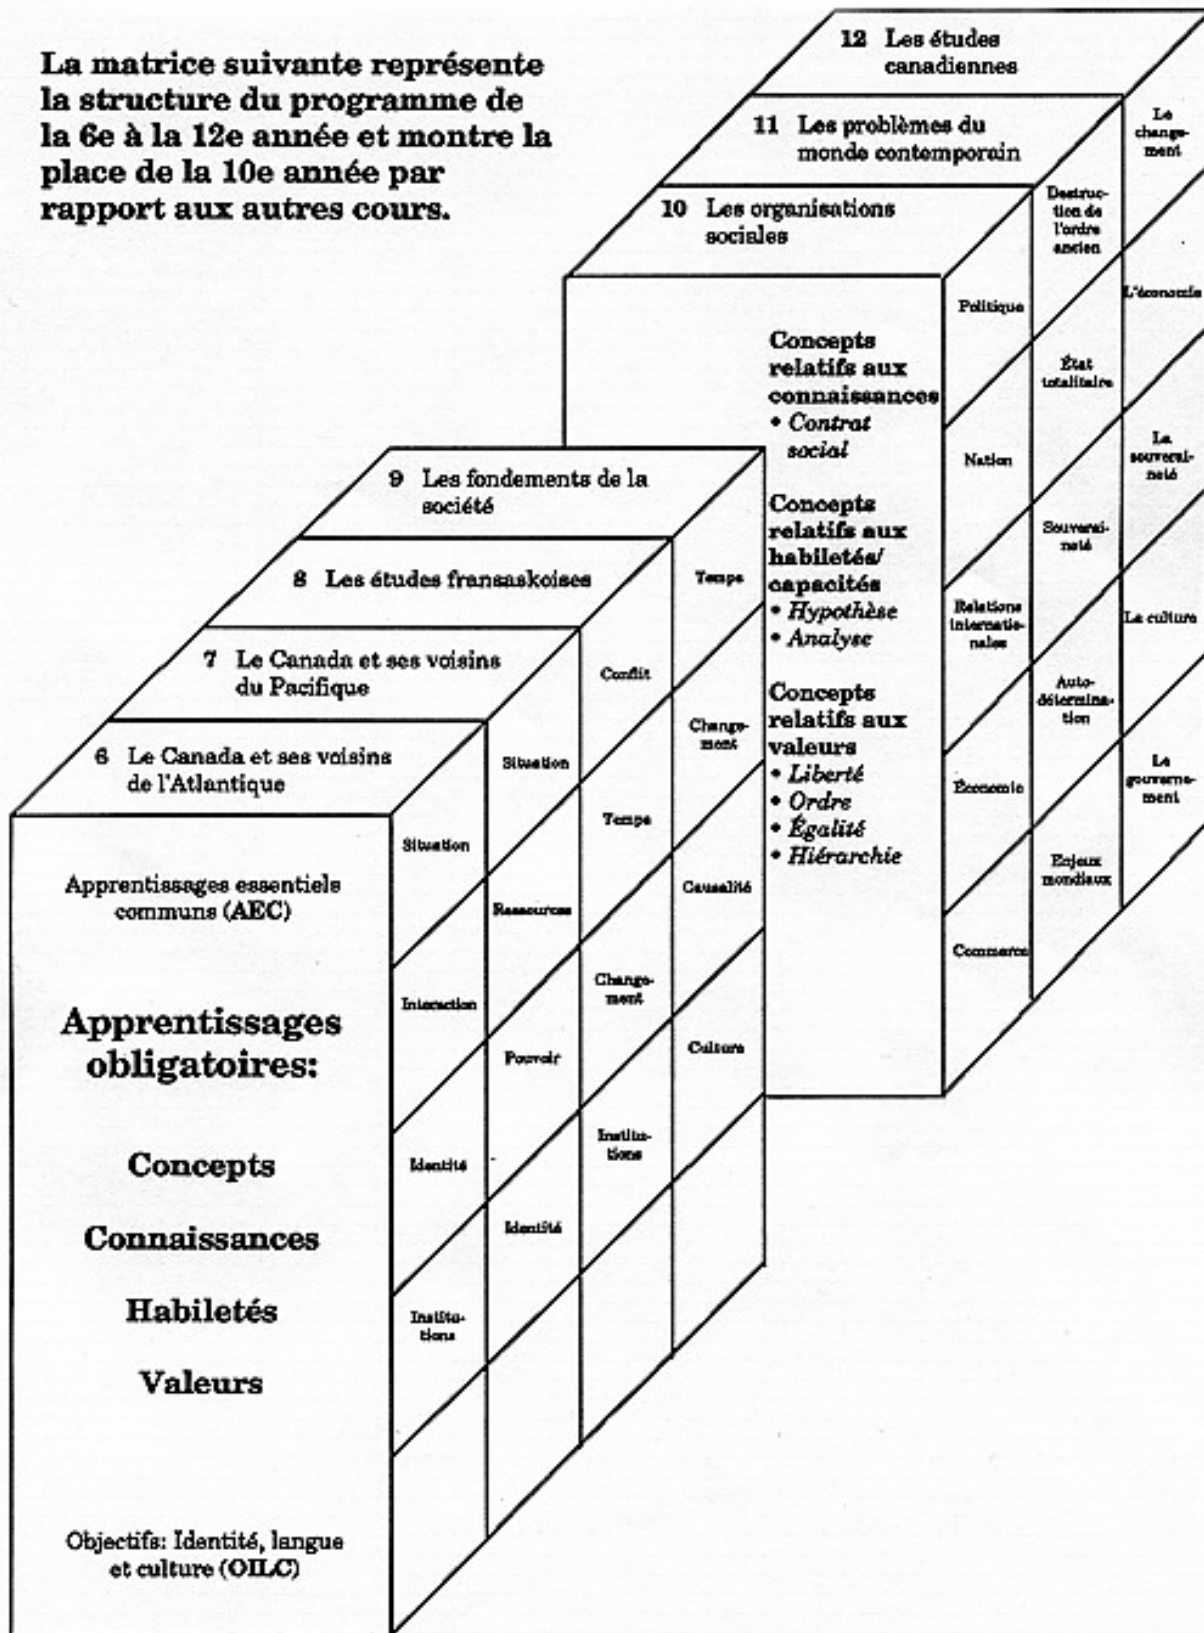 La matrice suivante représente
la structure du programme de
la 6e à la 12e année et montre la
place de la 10e année par
rapport aux autres cours.
12 Les études
canadiennes
11 Les problèmes du
monde contemporain
10 Les organisations
sociales
Le
change-
ment
L'économie
La
souverai-
neté
La culture
Le
gouverne-
ment
Destruc-
tion de
l'ordre
ancien
État
totalitaire
Souverai-
neté
Auto-
détermina-
tion
Enjeux
mondiaux
Politique
Nation
Relations
internatio-
nales
Économie
Commerce
Concepts
relatifs aux
connaissances
• Contrat
social
Concepts
relatifs aux
habiletés/
capacités
• Hypothèse
• Analyse
Concepts
relatifs aux
valeurs
• Liberté
• Ordre
• Égalité
• Hiérarchie
9 Les fondements de la
société
8 Les études fransaskoises
7 Le Canada et ses voisins
du Pacifique
6 Le Canada et ses voisins
de l'Atlantique
Temps
Change-
ment
Causalité
Culture
Conflit
Temps
Change-
ment
Institu-
tions
Situation
Ressources
Pouvoir
Identité
Situation
Interaction
Identité
Institu-
tions
Apprentissages essentiels
communs (AEC)
Apprentissages
obligatoires:
Concepts
Connaissances
Habiletés
Valeurs
Objectifs: Identité, langue
et culture (OILC)